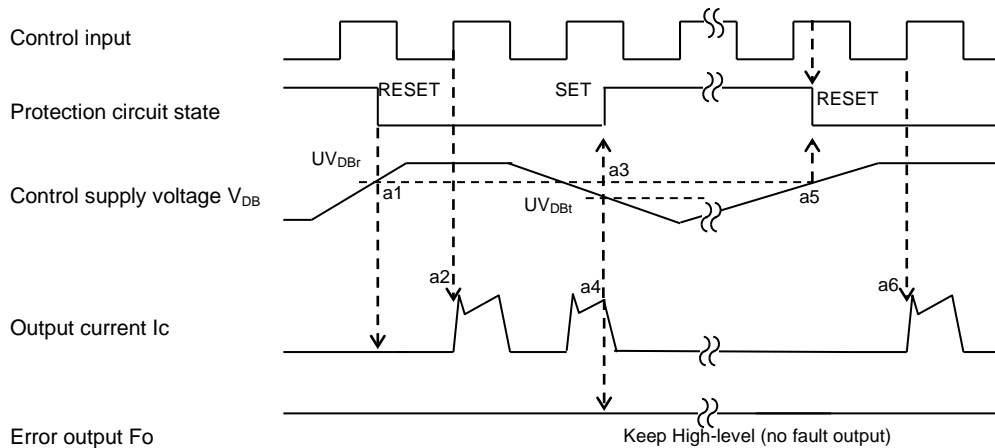 Control input
RESET
SET
RESET
Protection circuit state
UVDBr
a1
a3
a5
Control supply voltage VDB
UVDBt
a2
a4
a6
Output current Ic
Error output Fo
Keep High-level (no fault output)